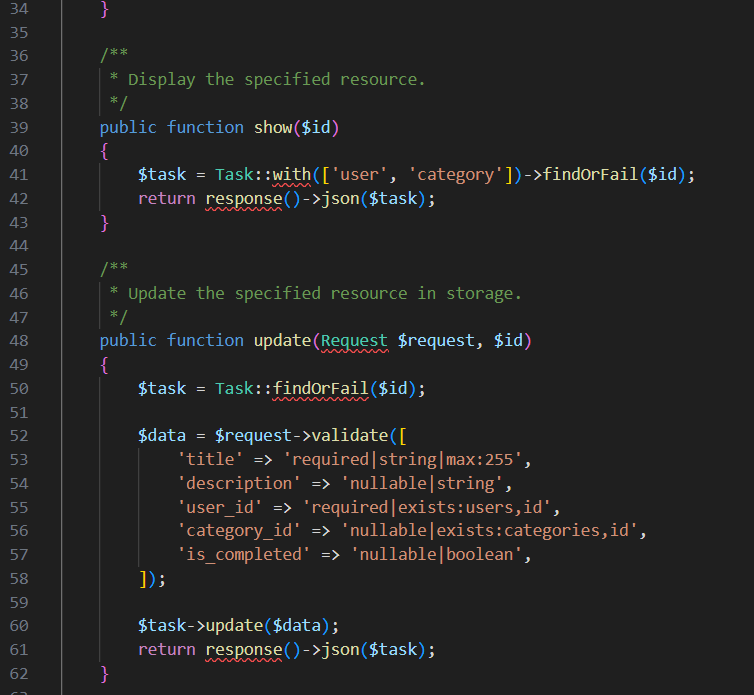 34 }
35
36 /**
37 * Display the specified resource.
38 */
39 public function show($id)
40 {
41 $task = Task::with(['user', 'category'])->findOrFail($id);
42 return response()->json($task);
43 }
44
45 /**
46 * Update the specified resource in storage.
47 */
48 public function update(Request $request, $id)
49 {
50 $task = Task::findOrFail($id);
51
52 $data = $request->validate([
53 'title' => 'required|string|max:255',
54 'description' => 'nullable|string',
55 'user_id' => 'required|exists:users,id',
56 'category_id' => 'nullable|exists:categories,id',
57 'is_completed' => 'nullable|boolean',
58 ]);
59
60 $task->update($data);
61 return response()->json($task);
62 }